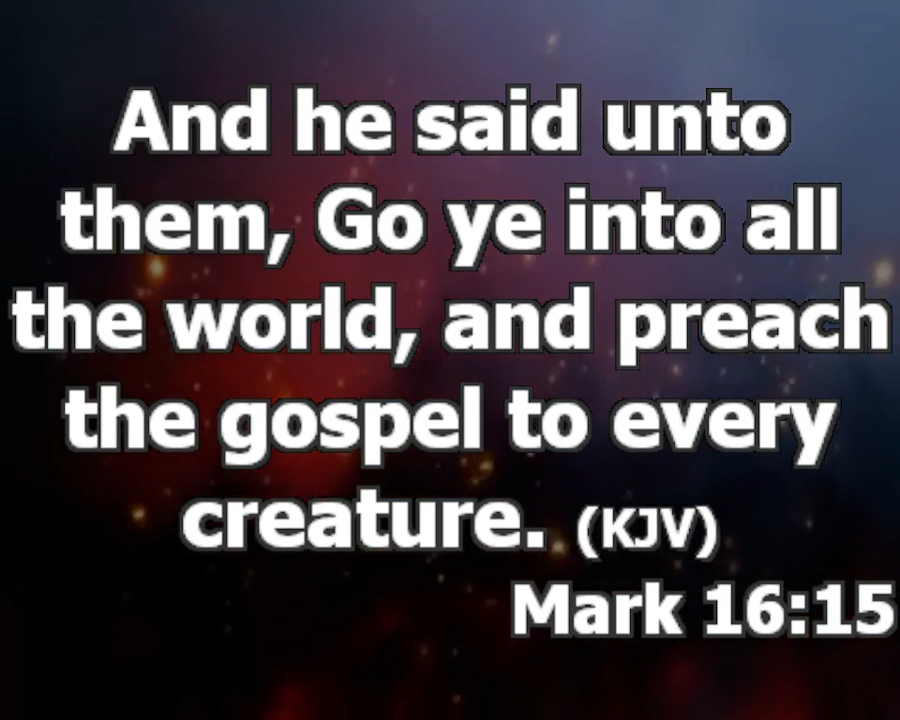 And he said unto
them, Go ye into all
the world, and preach
the gospel to every
creature. (KJV)
Mark 16:15